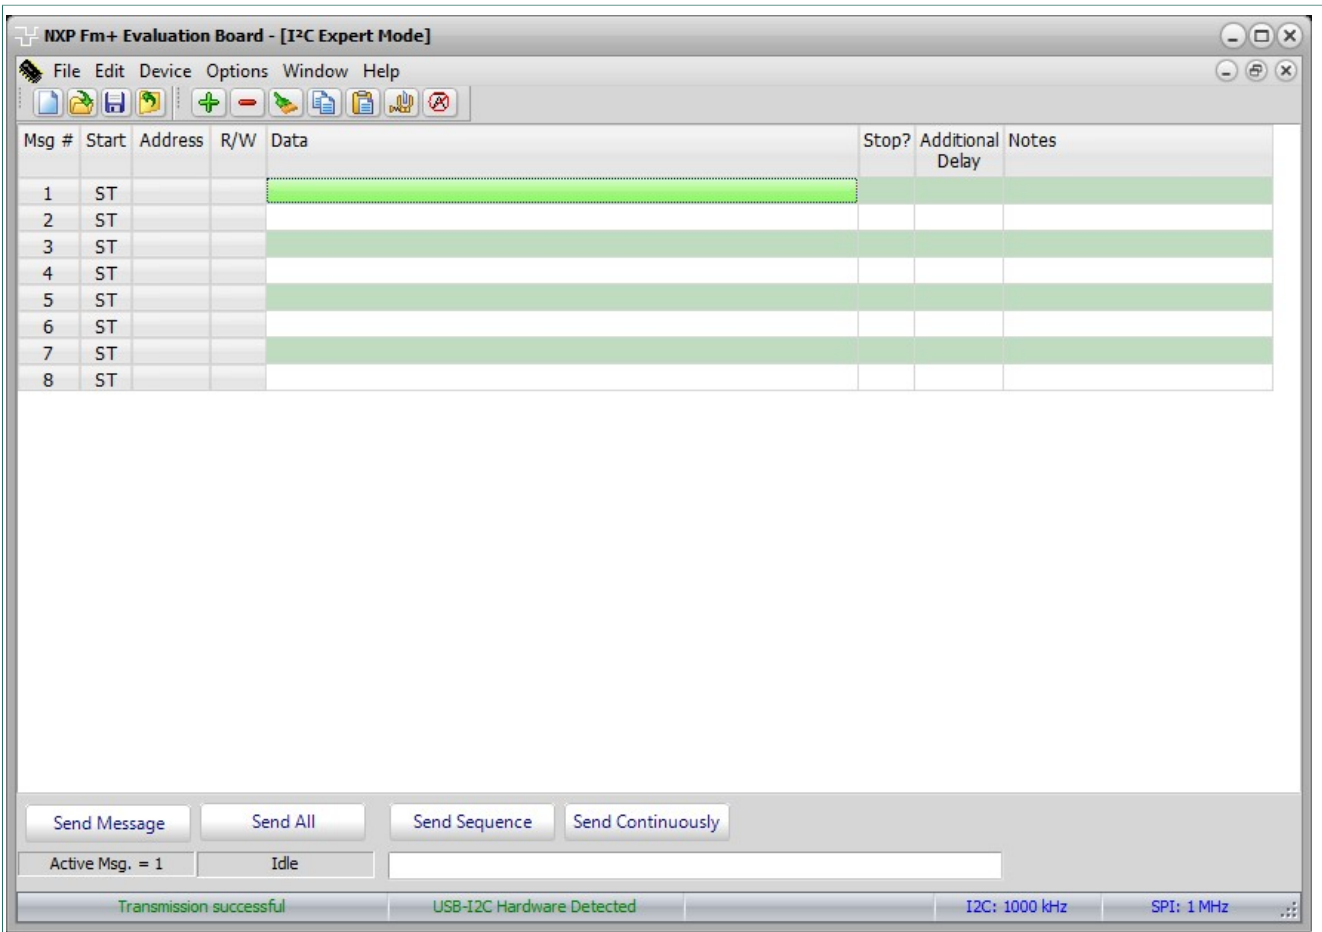 NXP Fm+ Evaluation Board - [I²C Expert Mode]
File Edit Device Options Window Help
Msg # Start Address R/W Data Stop? Additional Delay Notes
1 ST
2 ST
3 ST
4 ST
5 ST
6 ST
7 ST
8 ST
Send Message Send All Send Sequence Send Continuously
Active Msg. = 1 Idle
Transmission successful USB-I2C Hardware Detected I2C: 1000 kHz SPI: 1 MHz